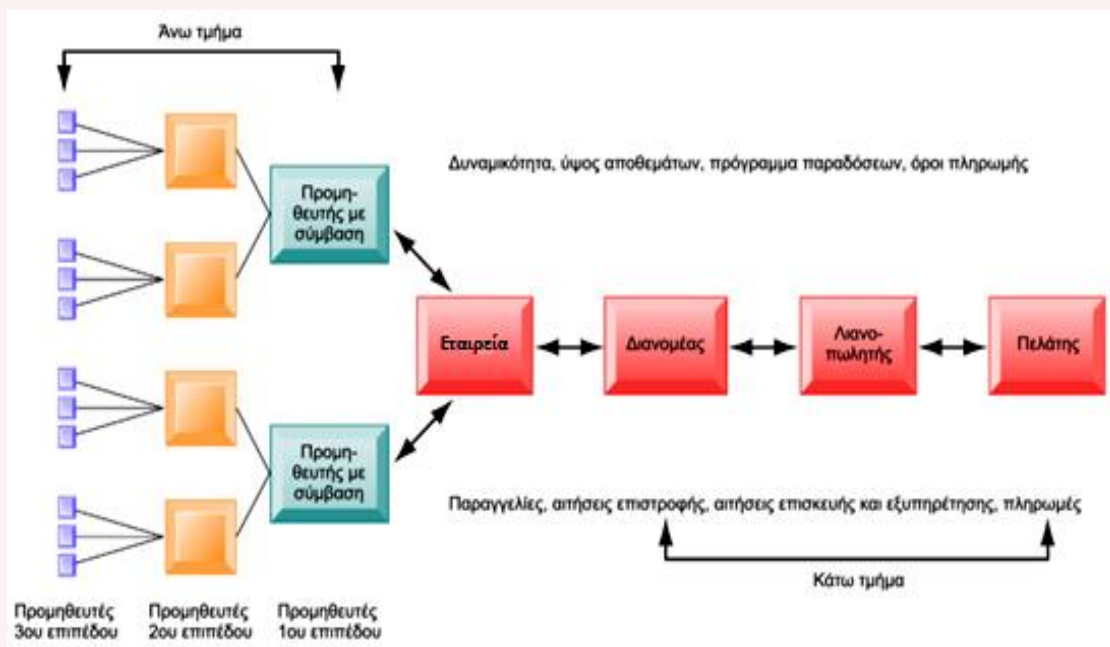 Άνω τμήμα
Δυναμικότητα, ύψος αποθεμάτων, πρόγραμμα παραδόσεων, όροι πληρωμής
Προμη-
θευτής με
σύμβαση
Εταιρεία
Διανομέας
Λιανο-
πωλητής
Πελάτης
Προμη-
θευτής με
σύμβαση
Παραγγελίες, αιτήσεις επιστροφής, αιτήσεις επισκευής και εξυπηρέτησης, πληρωμές
Κάτω τμήμα
Προμηθευτές
3ου επιπέδου
Προμηθευτές
2ου επιπέδου
Προμηθευτές
1ου επιπέδου